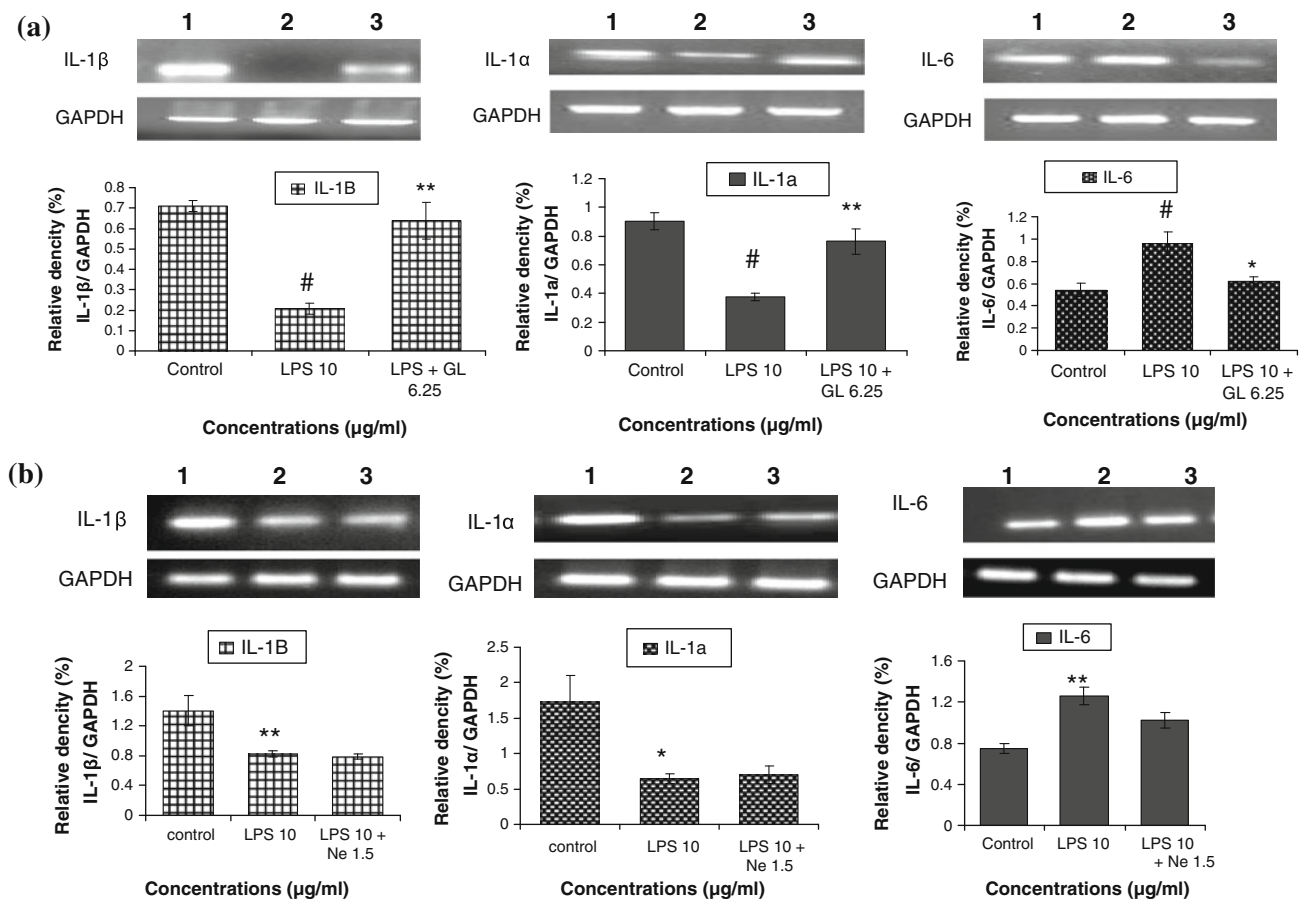 (a)
1 2 3
IL-1β
GAPDH
Relative dencity (%)
IL-1β/ GAPDH
0.8
0.7
0.6
0.5
0.4
0.3
0.2
0.1
0
IL-1B
#
**
Control LPS 10 LPS + GL
6.25
Concentrations (µg/ml)
1 2 3
IL-1α
GAPDH
Relative dencity (%)
IL-1a/ GAPDH
1.2
1
0.8
0.6
0.4
0.2
0
IL-1a
#
**
Control LPS 10 LPS 10 +
GL 6.25
Concentrations (µg/ml)
1 2 3
IL-6
GAPDH
Relative dencity (%)
IL-6/ GAPDH
1.2
1
0.8
0.6
0.4
0.2
0
IL-6
#
*
Control LPS 10 LPS 10 +
GL 6.25
Concentrations (µg/ml)
(b)
1 2 3
IL-1β
GAPDH
Relative dencity (%)
IL-1β/ GAPDH
2
1.6
1.2
0.8
0.4
0
IL-1B
**
control LPS 10 LPS 10 +
Ne 1.5
Concentrations (µg/ml)
1 2 3
IL-1α
GAPDH
Relative dencity (%)
IL-1α/ GAPDH
2.5
2
1.5
1
0.5
0
IL-1a
*
control LPS 10 LPS 10 +
Ne 1.5
Concentrations (µg/ml)
1 2 3
IL-6
GAPDH
Relative dencity (%)
IL-6/ GAPDH
1.6
1.2
0.8
0.4
0
IL-6
**
Control LPS 10 LPS 10
+ Ne 1.5
Concentrations (µg/ml)